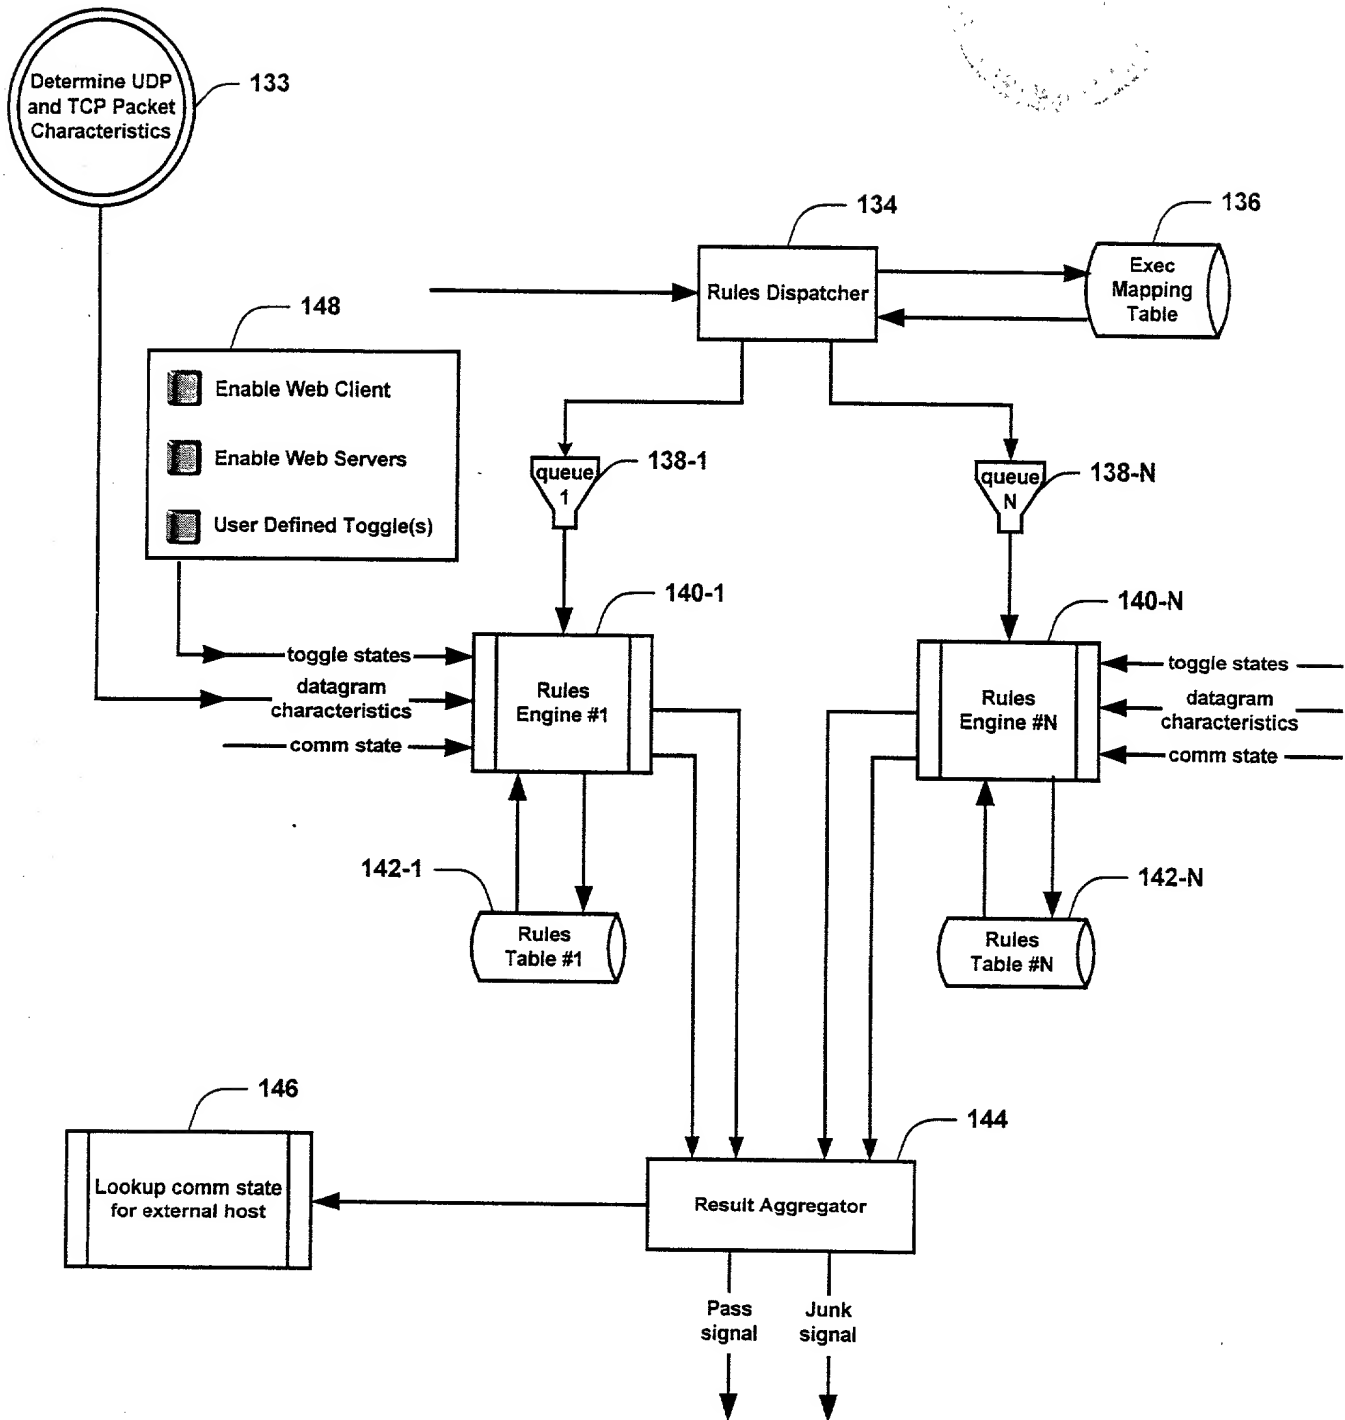 Determine UDP
and TCP Packet
Characteristics
133
134
136
Rules Dispatcher
Exec
Mapping
Table
148
Enable Web Client
Enable Web Servers
User Defined Toggle(s)
queue
1
138-1
queue
N
138-N
140-1
140-N
toggle states
datagram
characteristics
comm state
Rules
Engine #1
Rules
Engine #N
toggle states
datagram
characteristics
comm state
142-1
Rules
Table #1
142-N
Rules
Table #N
146
Lookup comm state
for external host
144
Result Aggregator
Pass
signal
Junk
signal